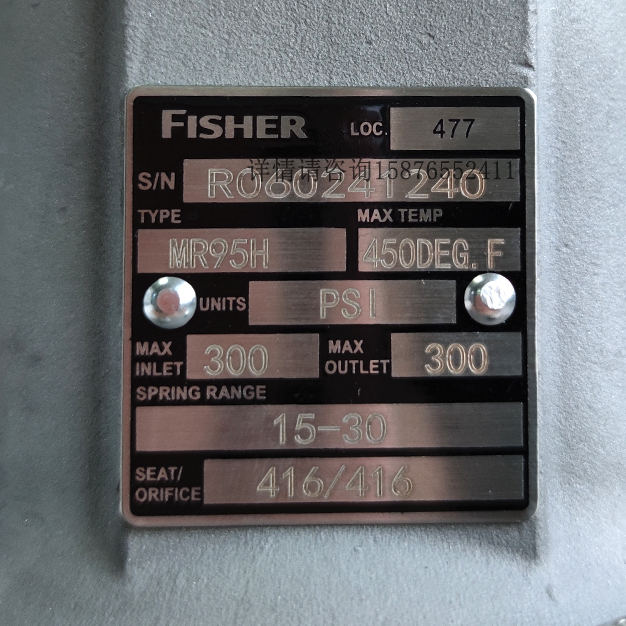 FISHER LOC. 477
详情请咨询15876552411
S/N R060241240
TYPE MAX TEMP
MR95H 450DEG.F
UNITS PSI
MAX INLET 300 MAX OUTLET 300
SPRING RANGE
15-30
SEAT/ORIFICE 416/416